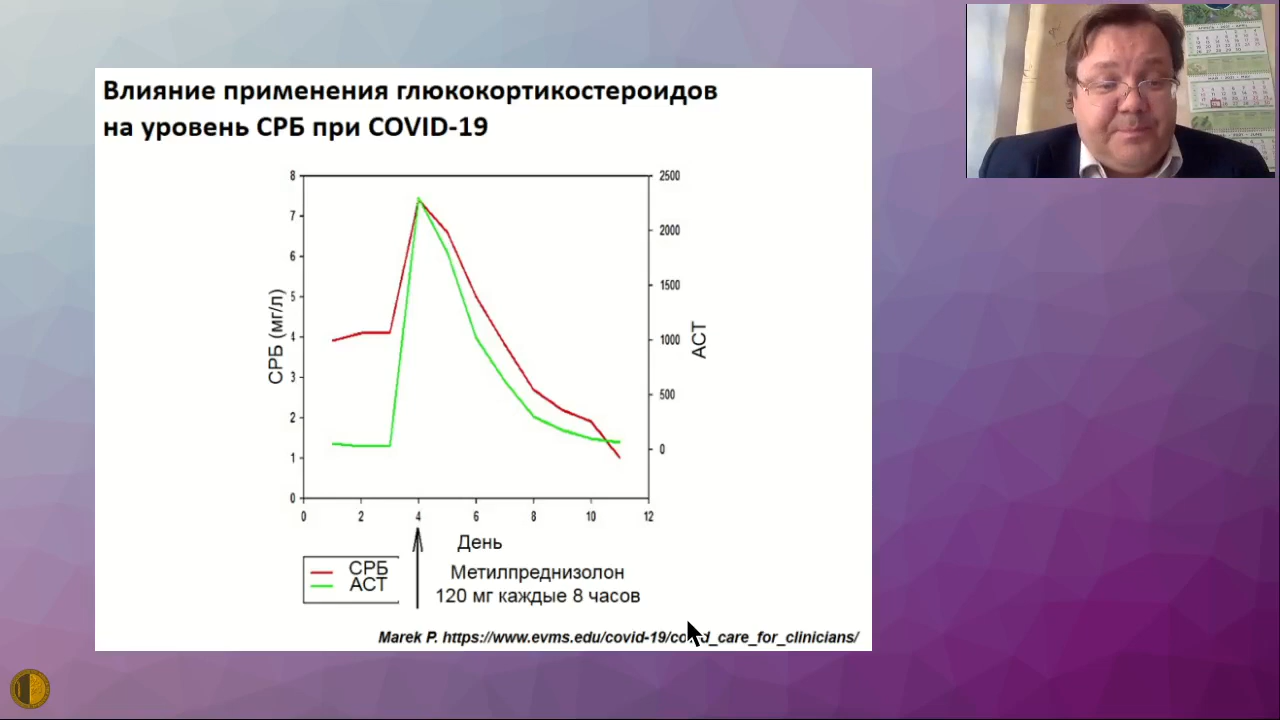 Влияние применения глюкокортикостероидов
на уровень СРБ при COVID-19
8
7
6
5
4
3
2
1
0
СРБ (мг/л)
2500
2000
1500
1000
500
0
АСТ
0 2 4 6 8 10 12
День
СРБ
АСТ
Метилпреднизолон
120 мг каждые 8 часов
Marek P. https://www.evms.edu/covid-19/covid_care_for_clinicians/